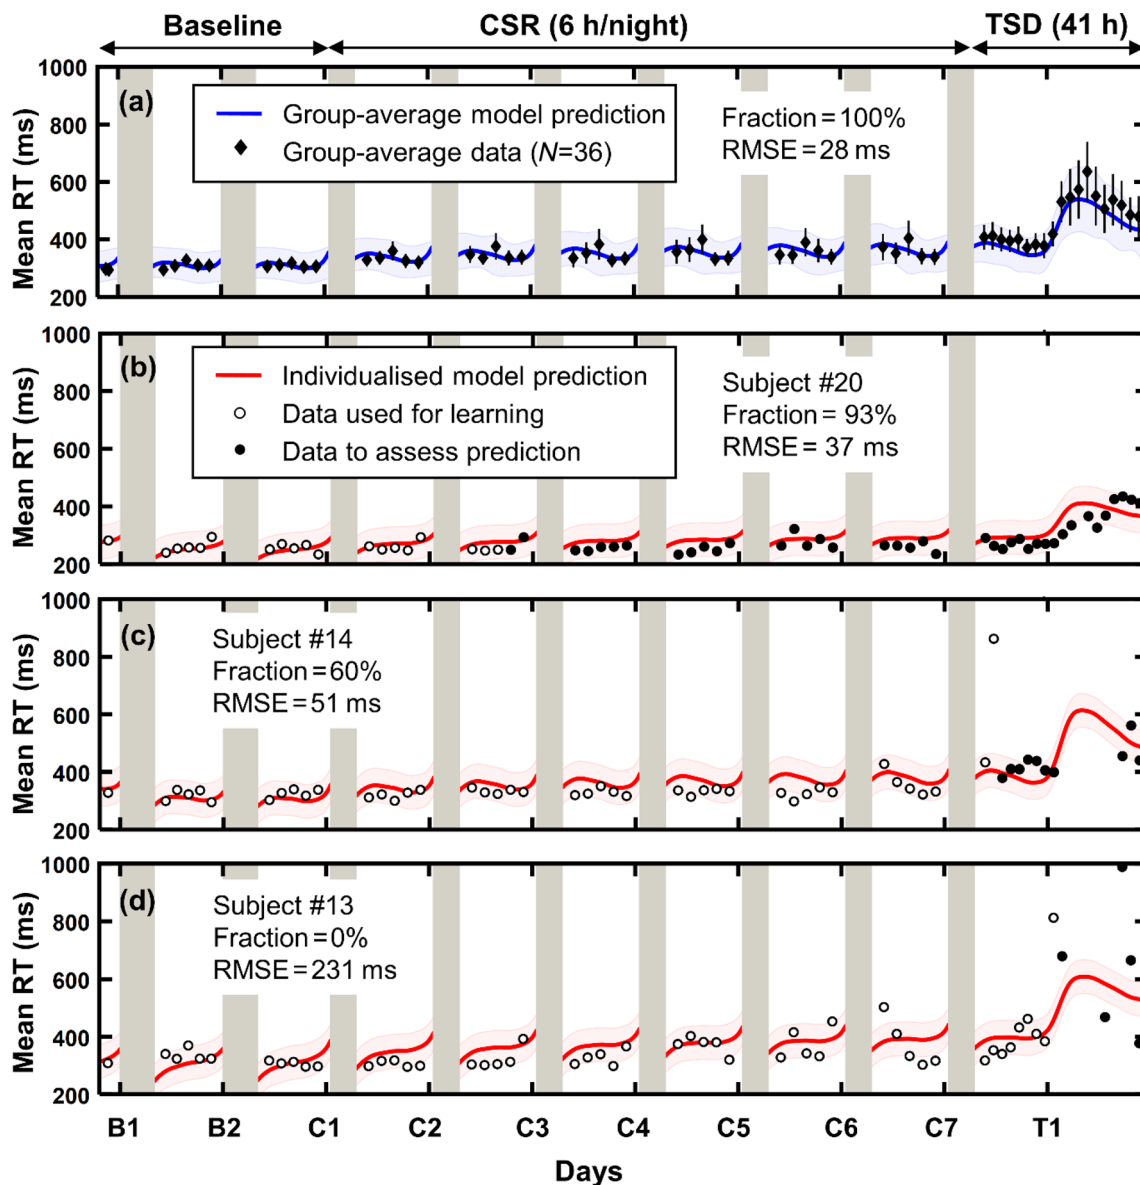 Baseline
CSR (6 h/night)
TSD (41 h)
Mean RT (ms)
1000
800
600
400
200
(a)
Group-average model prediction
Group-average data (N=36)
Fraction=100%
RMSE=28 ms
Mean RT (ms)
1000
800
600
400
200
(b)
Individualised model prediction
Data used for learning
Data to assess prediction
Subject #20
Fraction= 93%
RMSE= 37 ms
Mean RT (ms)
1000
800
600
400
200
(c)
Subject #14
Fraction=60%
RMSE=51 ms
Mean RT (ms)
1000
800
600
400
200
(d)
Subject #13
Fraction=0%
RMSE=231 ms
B1 B2 C1 C2 C3 C4 C5 C6 C7 T1
Days